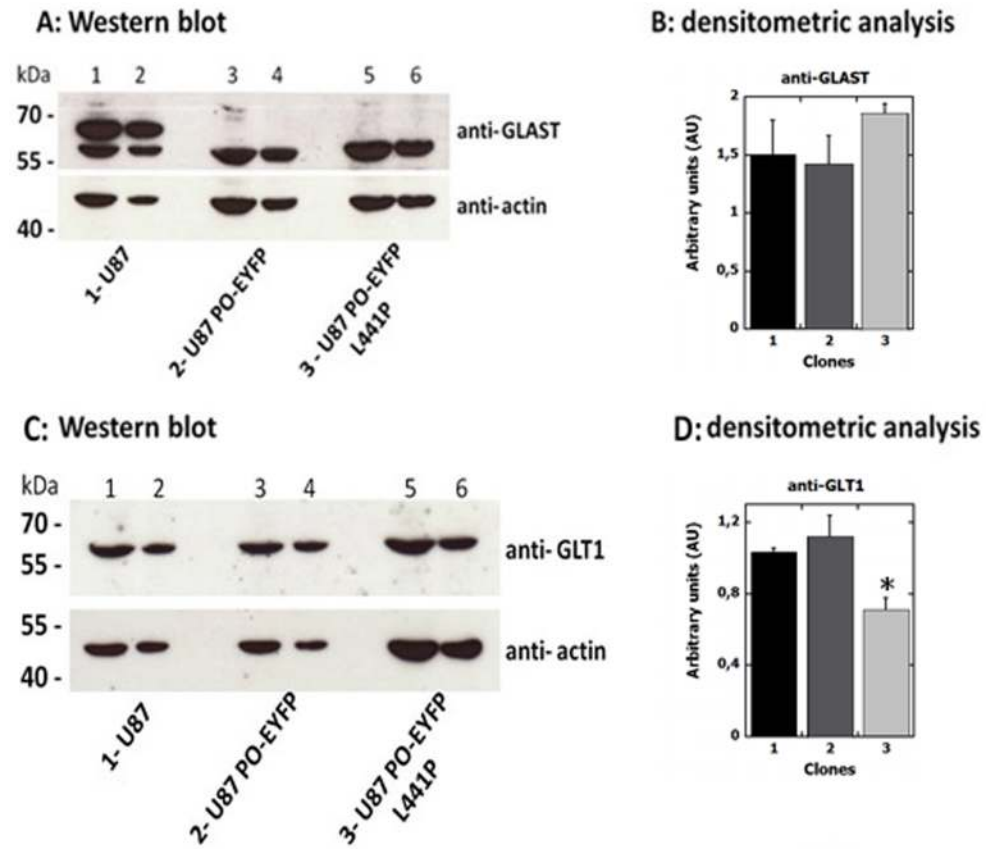 A: Western blot
kDa 1 2 3 4 5 6
70 -
anti-GLAST
55 -
anti-actin
40 -
1- U87
2- U87 PO-EYFP
3 - U87 PO-EYFP
L441P
B: densitometric analysis
anti-GLAST
Arbitrary units (AU)
2
1,5
1
0,5
0
1 2 3
Clones
C: Western blot
kDa 1 2 3 4 5 6
70 -
anti- GLT1
55 -
55 -
anti- actin
40 -
1- U87
2- U87 PO-EYFP
3- U87 PO-EYFP
L441P
D: densitometric analysis
anti-GLT1
Arbitrary units (AU)
1,2
*
0,8
0,4
0
1 2 3
Clones